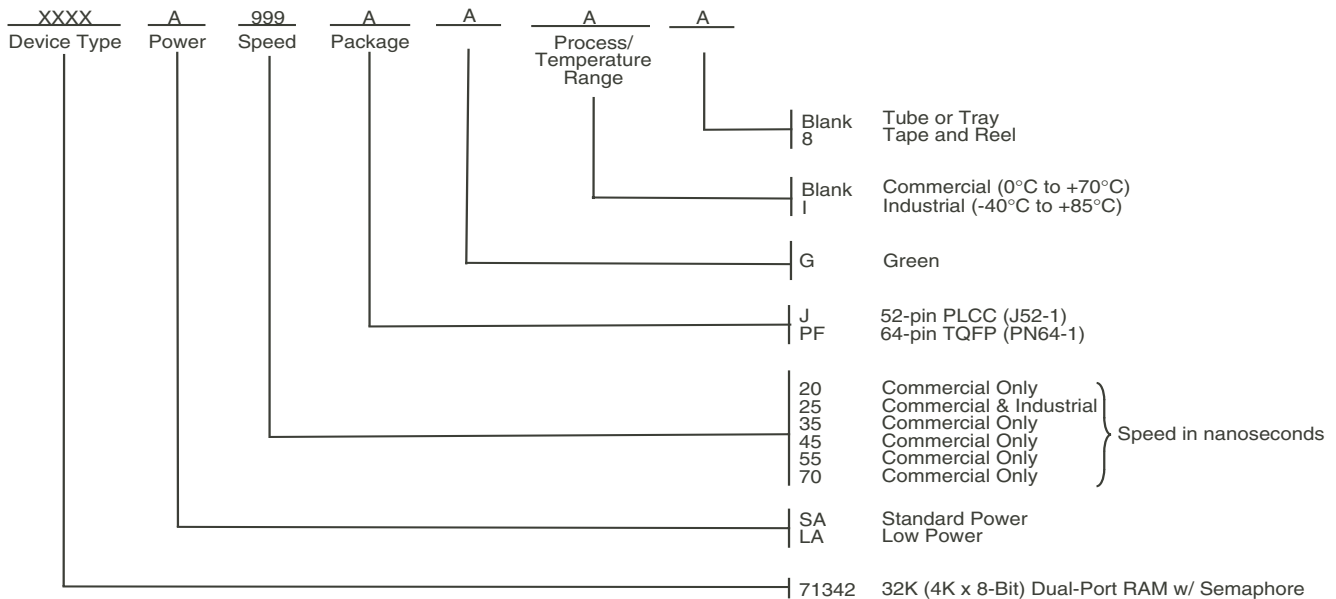 XXXX A 999 A A A A
Device Type Power Speed Package Process/
Temperature
Range
Blank Tube or Tray
8 Tape and Reel
Blank Commercial (0°C to +70°C)
I Industrial (-40°C to +85°C)
G Green
J 52-pin PLCC (J52-1)
PF 64-pin TQFP (PN64-1)
20 Commercial Only
25 Commercial & Industrial
35 Commercial Only
45 Commercial Only
55 Commercial Only
70 Commercial Only
Speed in nanoseconds
SA Standard Power
LA Low Power
71342 32K (4K x 8-Bit) Dual-Port RAM w/ Semaphore